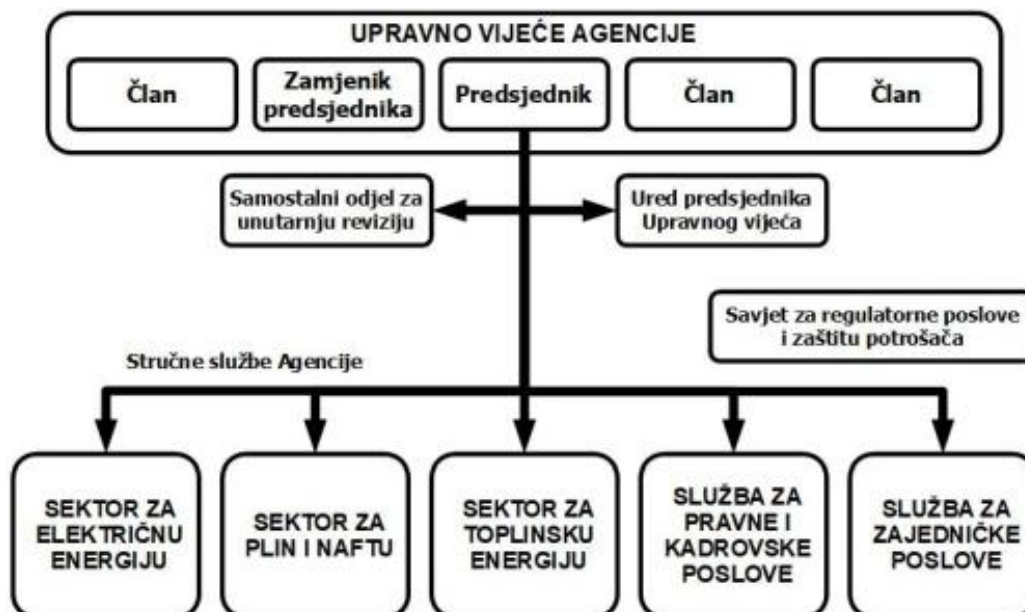 UPRAVNO VIJEĆE AGENCIJE
Član
Zamjenik
predsjednika
Predsjednik
Član
Član
Samostalni odjel za
unutarnju reviziju
Ured predsjednika
Upravnog vijeća
Savjet za regulatorne poslove
i zaštitu potrošača
Stručne službe Agencije
SEKTOR ZA
ELEKTRIČNU
ENERGIJU
SEKTOR ZA
PLIN I NAFTU
SEKTOR ZA
TOPLINSKU
ENERGIJU
SLUŽBA ZA
PRAVNE I
KADROVSKE
POSLOVE
SLUŽBA ZA
ZAJEDNIČKE
POSLOVE